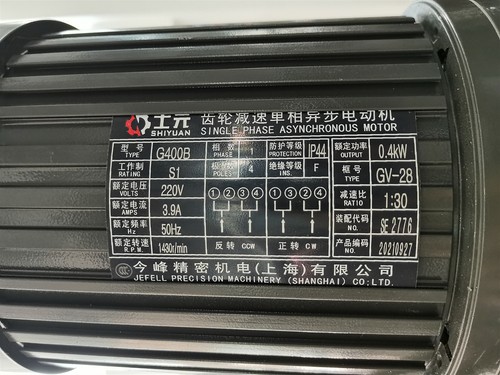 士元 齿轮减速单相异步电动机
SHIYUAN SINGLE PHASE ASYNCHRONOUS MOTOR
型号 TYPE G400B 相数 PHASE 1 防护等级 PROTECTION IP44 额定功率 OUTPUT 0.4kW
工作制 RATING S1 极数 POLES 4 绝缘等级 INS. F 框号 TYPE GV-28
额定电压 VOLTS 220V ①②③④ ①③②④ 减速比 RATIO 1:30
额定电流 AMPS 3.9A 装配代码 NO. SE2776
额定频率 Hz 50Hz 产品编码 NO. 20210927
额定转速 R.P.M. 1430r/min 反转 CCW 正转 CW
CCC 今峰精密机电(上海)有限公司
JEFELL PRECISION MACHINERY (SHANGHAI) CO.;LTD